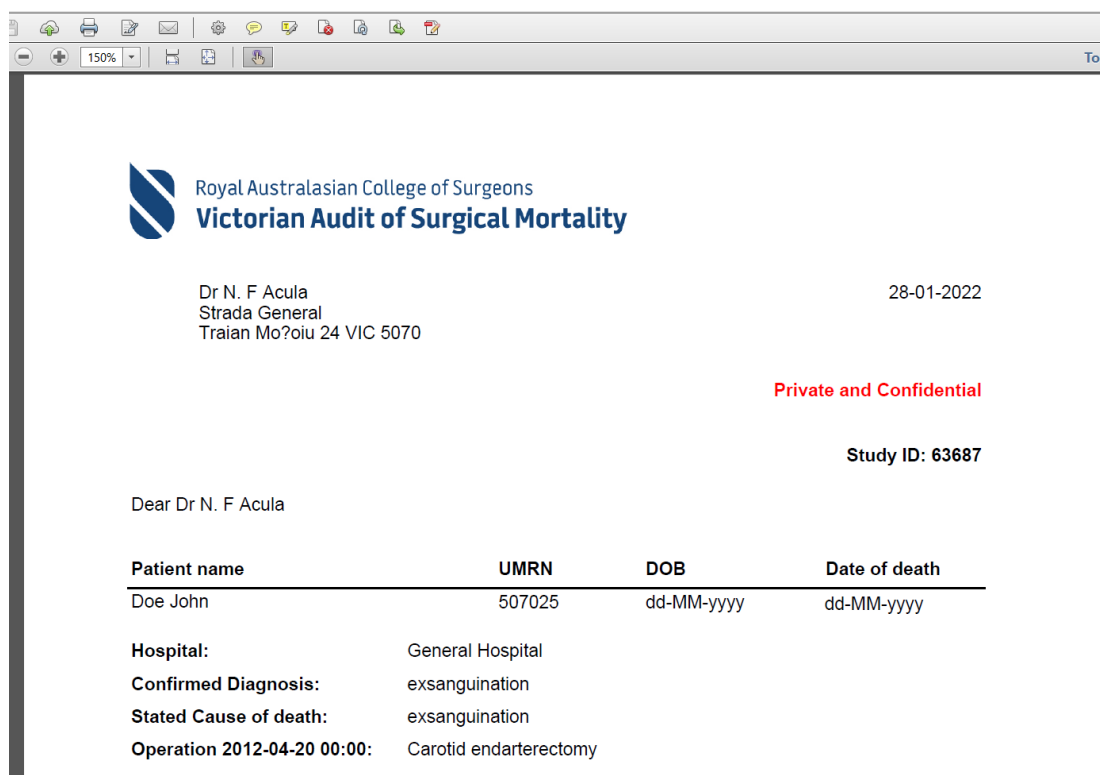 150%
To
Royal Australasian College of Surgeons
Victorian Audit of Surgical Mortality
Dr N. F Acula
28-01-2022
Strada General
Traian Mo?oiu 24 VIC 5070
Private and Confidential
Study ID: 63687
Dear Dr N. F Acula
Patient name UMRN DOB Date of death
Doe John 507025 dd-MM-yyyy dd-MM-yyyy
Hospital: General Hospital
Confirmed Diagnosis: exsanguination
Stated Cause of death: exsanguination
Operation 2012-04-20 00:00: Carotid endarterectomy